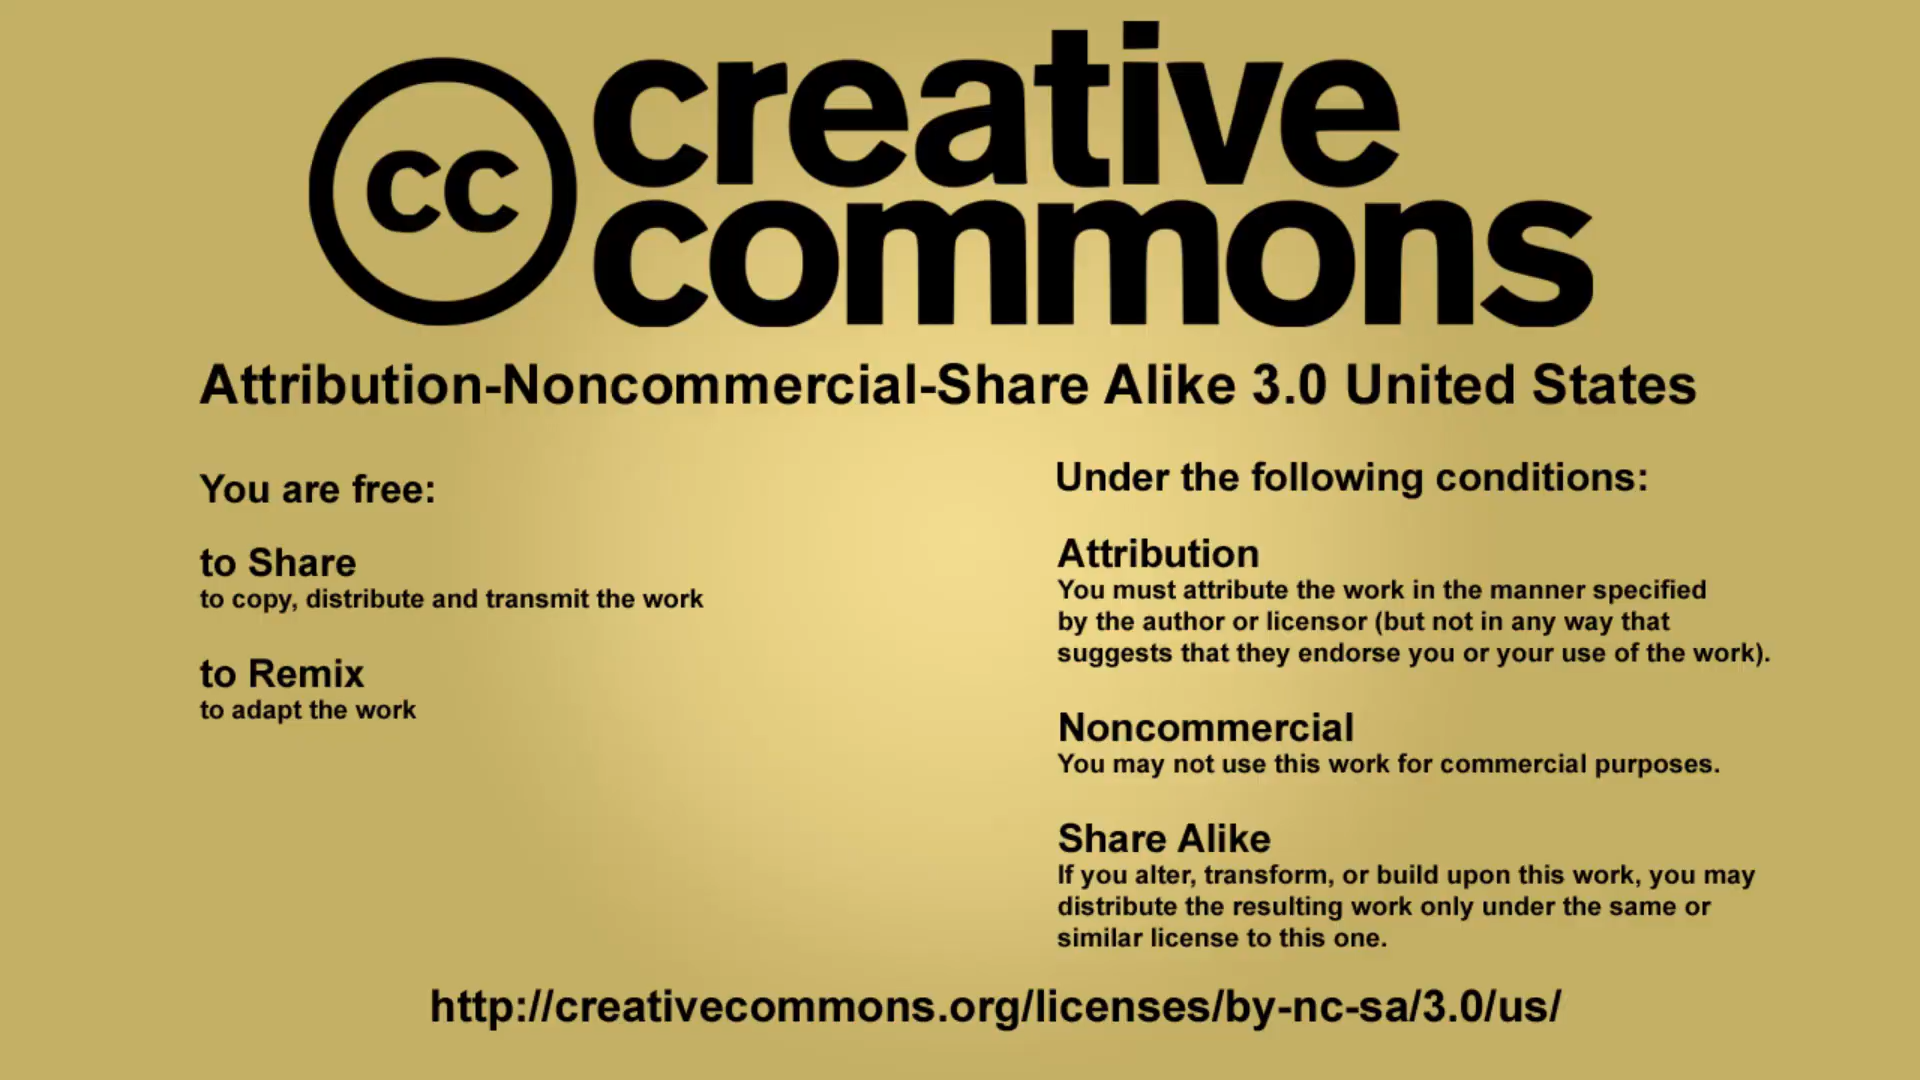 cc
creative
commons
Attribution-Noncommercial-Share Alike 3.0 United States
You are free:
to Share
to copy, distribute and transmit the work
to Remix
to adapt the work
Under the following conditions:
Attribution
You must attribute the work in the manner specified
by the author or licensor (but not in any way that
suggests that they endorse you or your use of the work).
Noncommercial
You may not use this work for commercial purposes.
Share Alike
If you alter, transform, or build upon this work, you may
distribute the resulting work only under the same or
similar license to this one.
http://creativecommons.org/licenses/by-nc-sa/3.0/us/